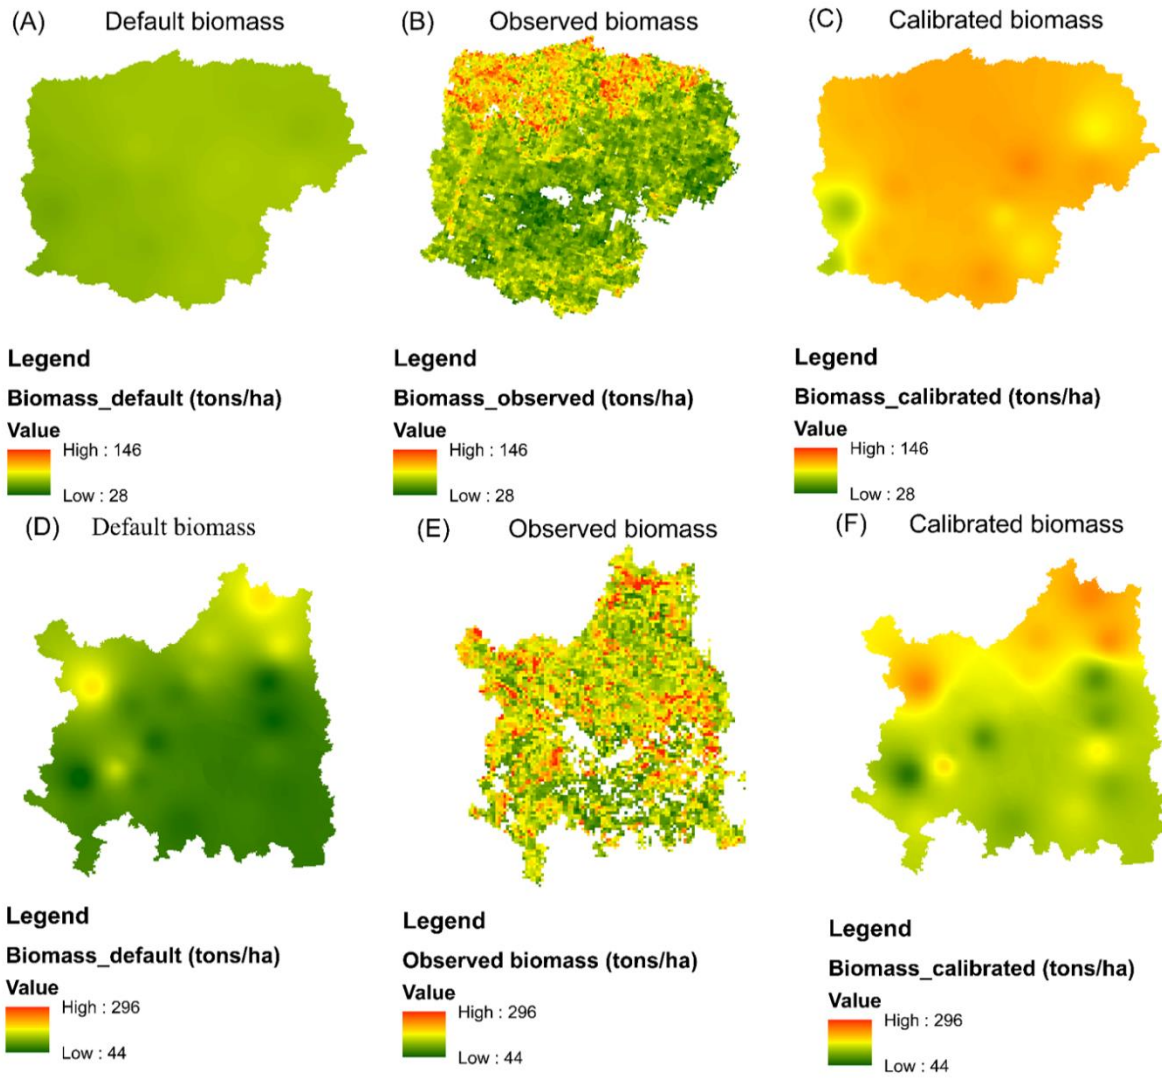 (A) Default biomass
(B) Observed biomass
(C) Calibrated biomass
Legend
Biomass_default (tons/ha)
Value
High : 146
Low : 28
Legend
Biomass_observed (tons/ha)
Value
High : 146
Low : 28
Legend
Biomass_calibrated (tons/ha)
Value
High : 146
Low : 28
(D) Default biomass
(E) Observed biomass
(F) Calibrated biomass
Legend
Biomass_default (tons/ha)
Value
High : 296
Low : 44
Legend
Observed biomass (tons/ha)
Value
High : 296
Low : 44
Legend
Biomass_calibrated (tons/ha)
Value
High : 296
Low : 44